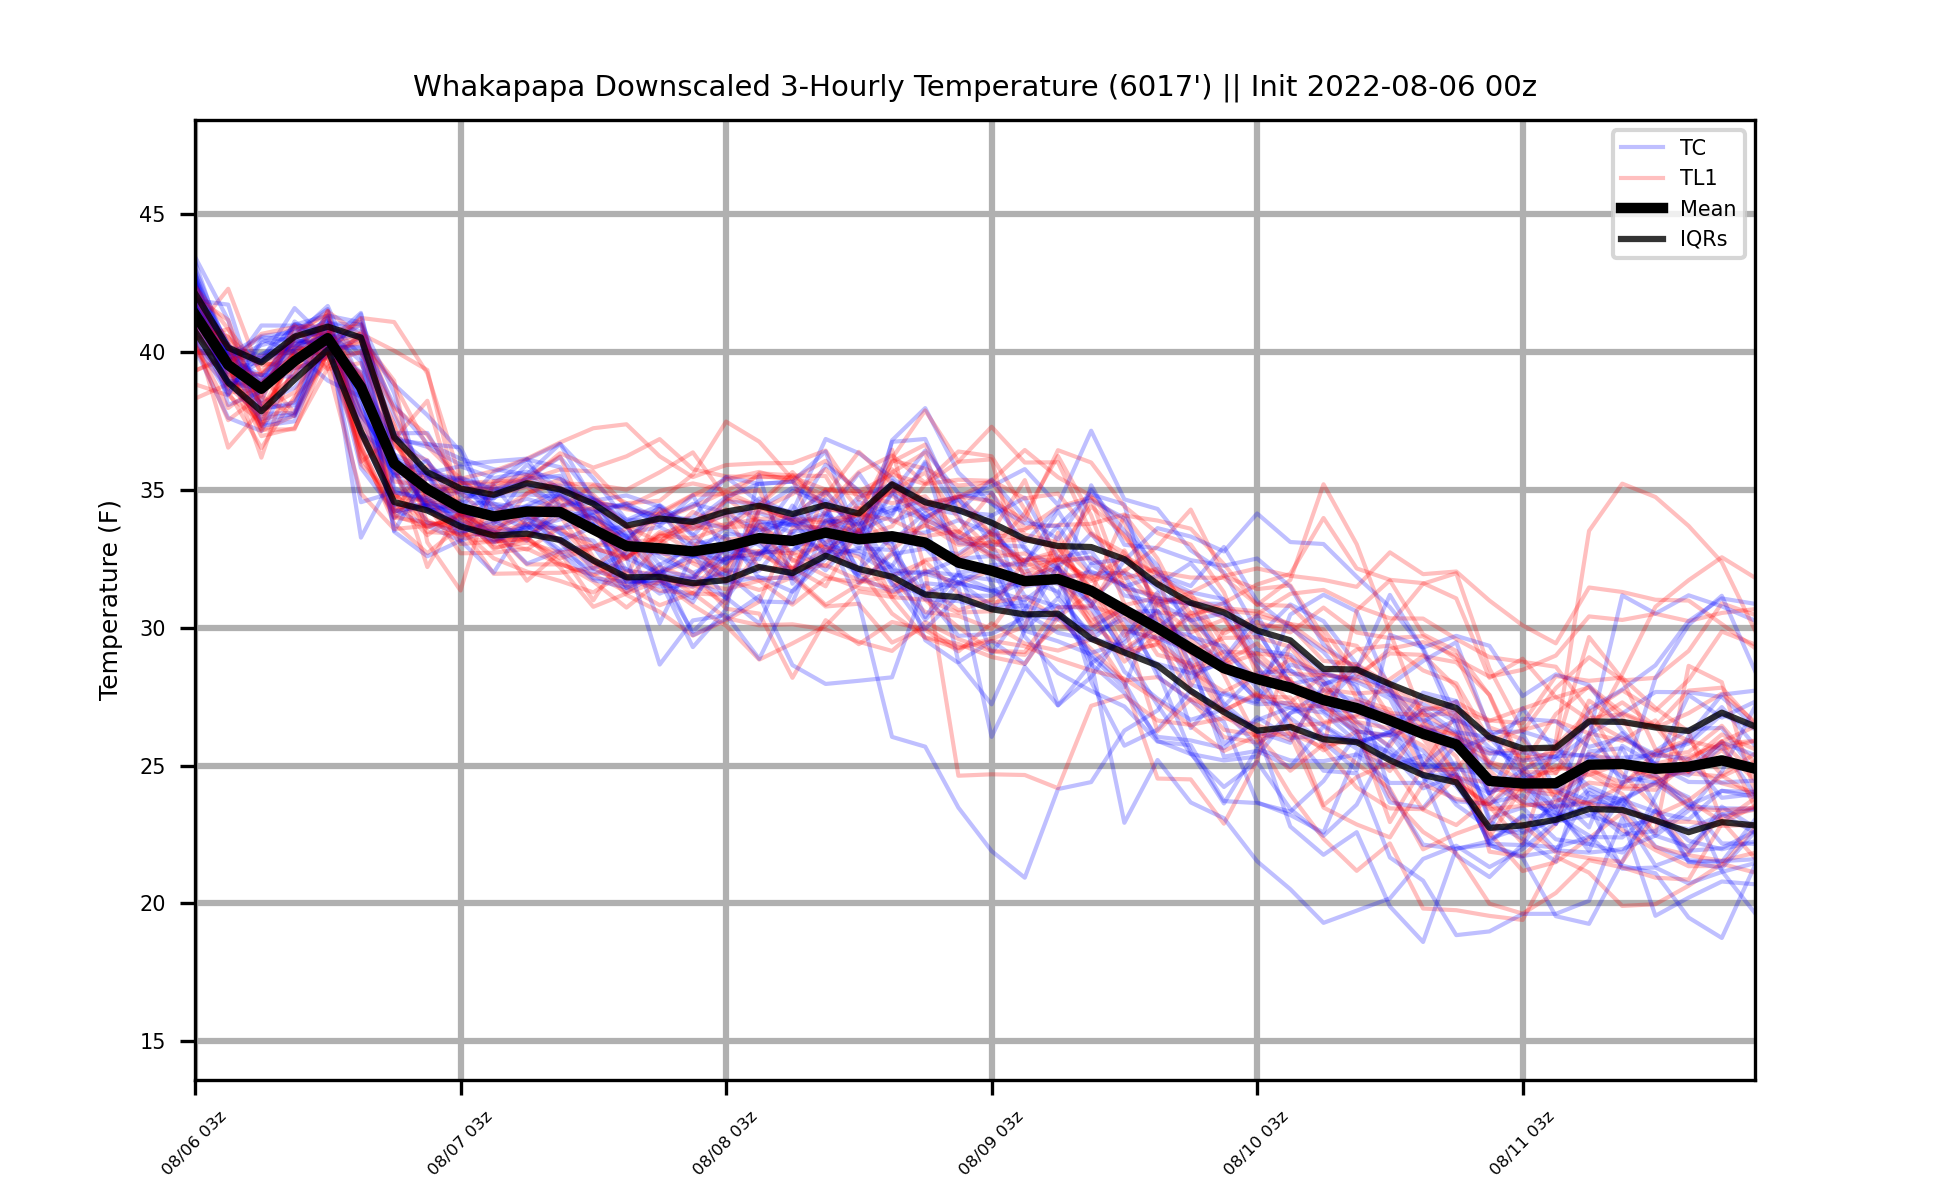 Whakapapa Downscaled 3-Hourly Temperature (6017') || Init 2022-08-06 00z
TC
TL1
Mean
IQRs
Temperature (F)
45
40
35
30
25
20
15
08/06 03z
08/07 03z
08/08 03z
08/09 03z
08/10 03z
08/11 03z